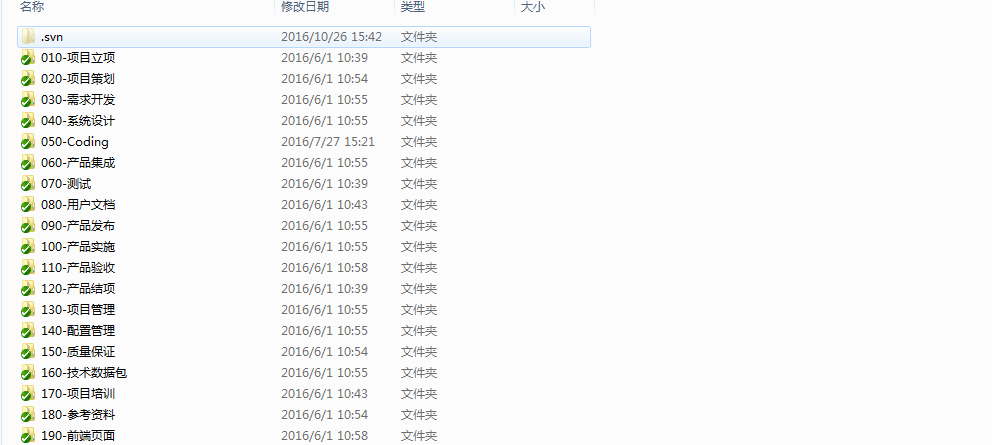 名称 修改日期 类型 大小
.svn 2016/10/26 15:42 文件夹
010-项目立项 2016/6/1 10:39 文件夹
020-项目策划 2016/6/1 10:54 文件夹
030-需求开发 2016/6/1 10:55 文件夹
040-系统设计 2016/6/1 10:55 文件夹
050-Coding 2016/7/27 15:21 文件夹
060-产品集成 2016/6/1 10:55 文件夹
070-测试 2016/6/1 10:39 文件夹
080-用户文档 2016/6/1 10:43 文件夹
090-产品发布 2016/6/1 10:55 文件夹
100-产品实施 2016/6/1 10:55 文件夹
110-产品验收 2016/6/1 10:58 文件夹
120-产品结项 2016/6/1 10:39 文件夹
130-项目管理 2016/6/1 10:55 文件夹
140-配置管理 2016/6/1 10:55 文件夹
150-质量保证 2016/6/1 10:54 文件夹
160-技术数据包 2016/6/1 10:55 文件夹
170-项目培训 2016/6/1 10:43 文件夹
180-参考资料 2016/6/1 10:54 文件夹
190-前端页面 2016/6/1 10:58 文件夹